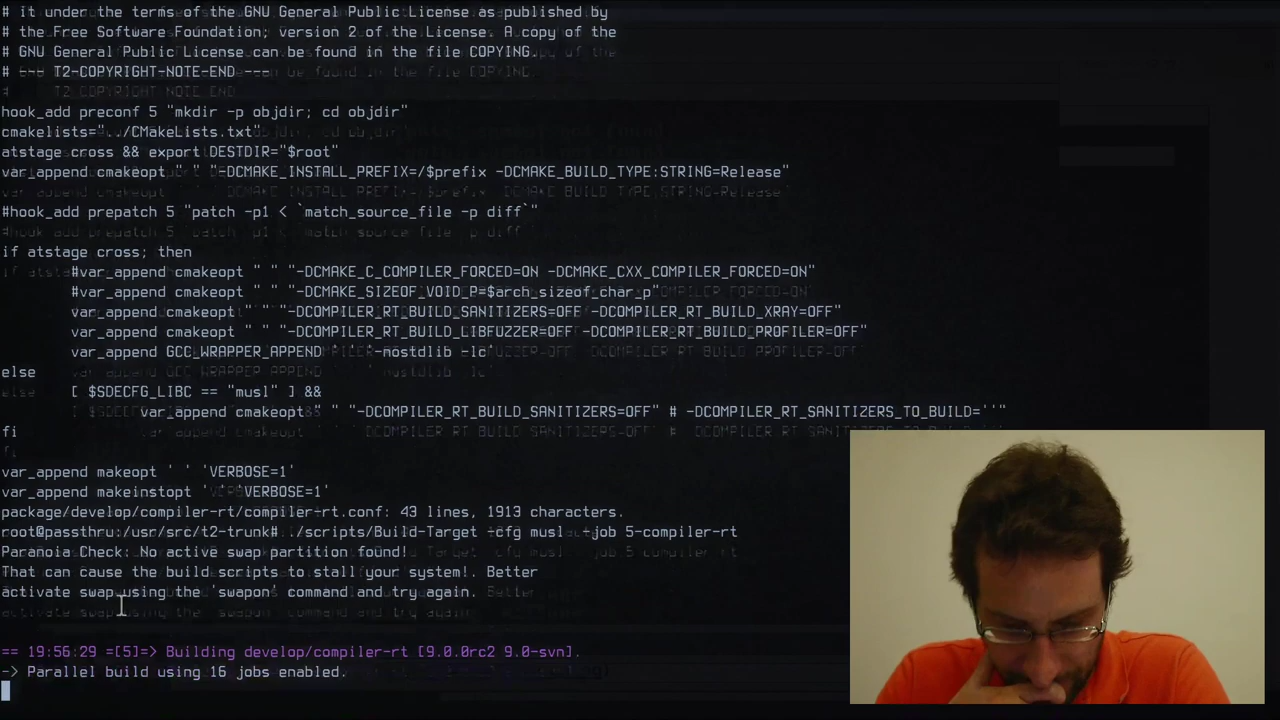 # it under the terms of the GNU General Public License as published by
# the Free Software Foundation; version 2 of the License. A copy of the
# GNU General Public License can be found in the file COPYING.
# --- T2-COPYRIGHT-NOTE-END ---
hook_add preconf 5 "mkdir -p objdir; cd objdir"
cmakelists="../CMakeLists.txt"
atstage cross && export DESTDIR="$root"
var_append cmakeopt " " "-DCMAKE_INSTALL_PREFIX=/$prefix -DCMAKE_BUILD_TYPE:STRING=Release"
#hook_add prepatch 5 "patch -p1 < `match_source_file -p diff`"
if atstage cross; then
#var_append cmakeopt " " "-DCMAKE_C_COMPILER_FORCED=ON -DCMAKE_CXX_COMPILER_FORCED=ON"
#var_append cmakeopt " " "-DCMAKE_SIZEOF_VOID_P=$arch_sizeof_char_p"
var_append cmakeopt " " "-DCOMPILER_RT_BUILD_SANITIZERS=OFF -DCOMPILER_RT_BUILD_XRAY=OFF"
var_append cmakeopt " " "-DCOMPILER_RT_BUILD_LIBFUZZER=OFF -DCOMPILER_RT_BUILD_PROFILER=OFF"
var_append GCC_WRAPPER_APPEND ' ' '-nostdlib -lc'
else
[ $SDECFG_LIBC == "musl" ] &&
var_append cmakeopt " " "-DCOMPILER_RT_BUILD_SANITIZERS=OFF" # -DCOMPILER_RT_SANITIZERS_TO_BUILD=''"
fi
var_append makeopt ' ' 'VERBOSE=1'
var_append makeinstopt ' ' 'VERBOSE=1'
package/develop/compiler-rt/compiler-rt.conf: 43 lines, 1913 characters.
root@passthru:/usr/src/t2-trunk# ./scripts/Build-Target -cfg musl -job 5-compiler-rt
Paranoia Check: No active swap partition found!
That can cause the build scripts to stall your system!. Better
activate swap using the 'swapon' command and try again.
== 19:56:29 =[5]=> Building develop/compiler-rt [9.0.0rc2 9.0-svn].
-> Parallel build using 16 jobs enabled.